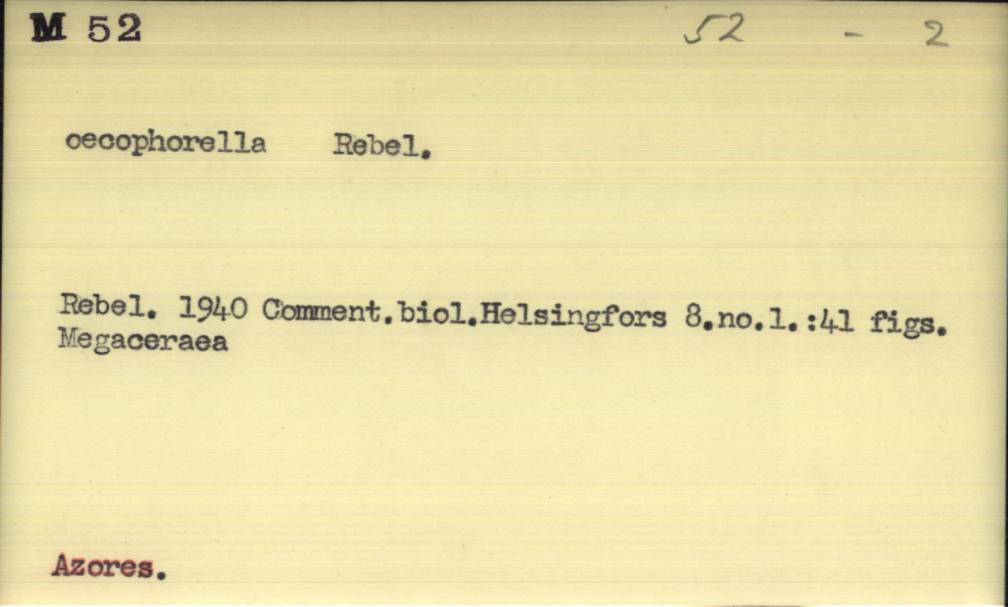 M 52 52 - 2
oecophorella Rebel.
Rebel. 1940 Comment.biol.Helsingfors 8.no.1.:41 figs.
Megaceraea
Azores.